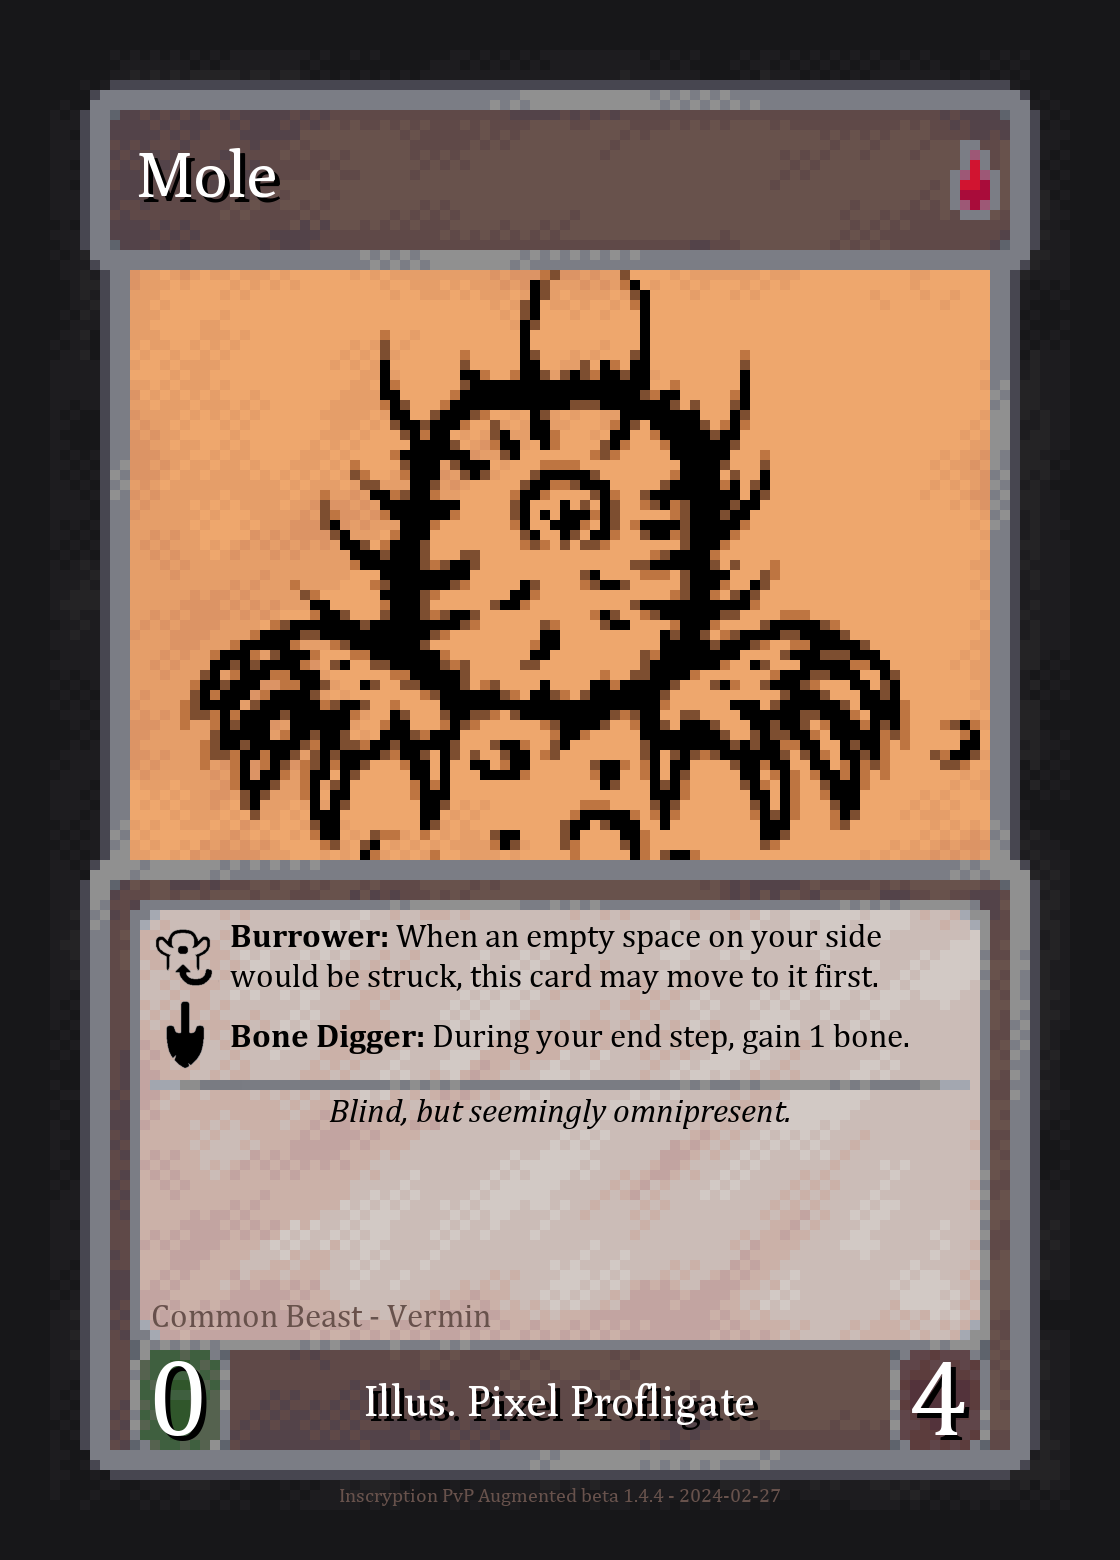 Mole
Burrower: When an empty space on your side
would be struck, this card may move to it first.
Bone Digger: During your end step, gain 1 bone.
Blind, but seemingly omnipresent.
Common Beast - Vermin
0
Illus. Pixel Profligate
4
Inscryption PvP Augmented beta 1.4.4 - 2024-02-27